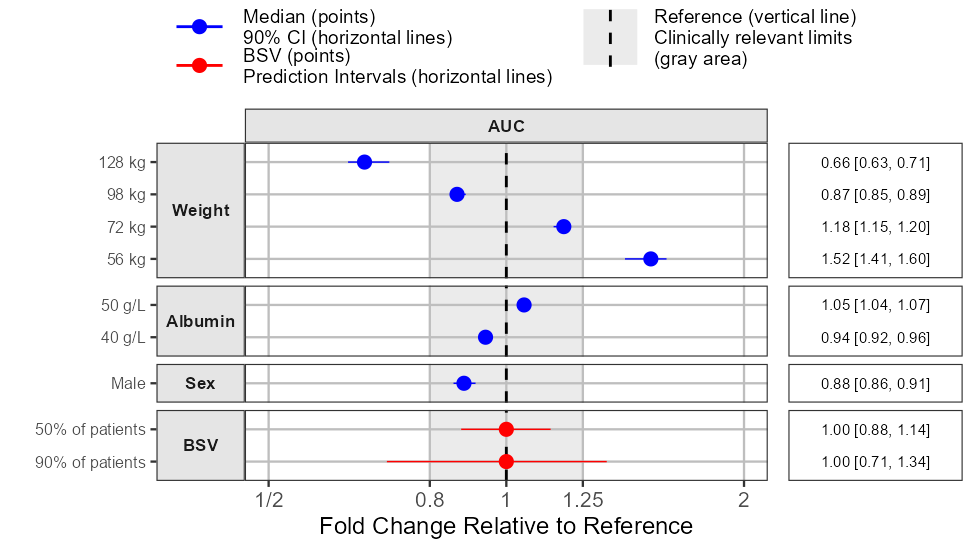 Median (points)
90% CI (horizontal lines)
BSV (points)
Prediction Intervals (horizontal lines)
Reference (vertical line)
Clinically relevant limits
(gray area)
AUC
Weight
128 kg
0.66 [0.63, 0.71]
98 kg
0.87 [0.85, 0.89]
72 kg
1.18 [1.15, 1.20]
56 kg
1.52 [1.41, 1.60]
Albumin
50 g/L
1.05 [1.04, 1.07]
40 g/L
0.94 [0.92, 0.96]
Male
Sex
0.88 [0.86, 0.91]
BSV
50% of patients
1.00 [0.88, 1.14]
90% of patients
1.00 [0.71, 1.34]
1/2
0.8
1
1.25
2
Fold Change Relative to Reference